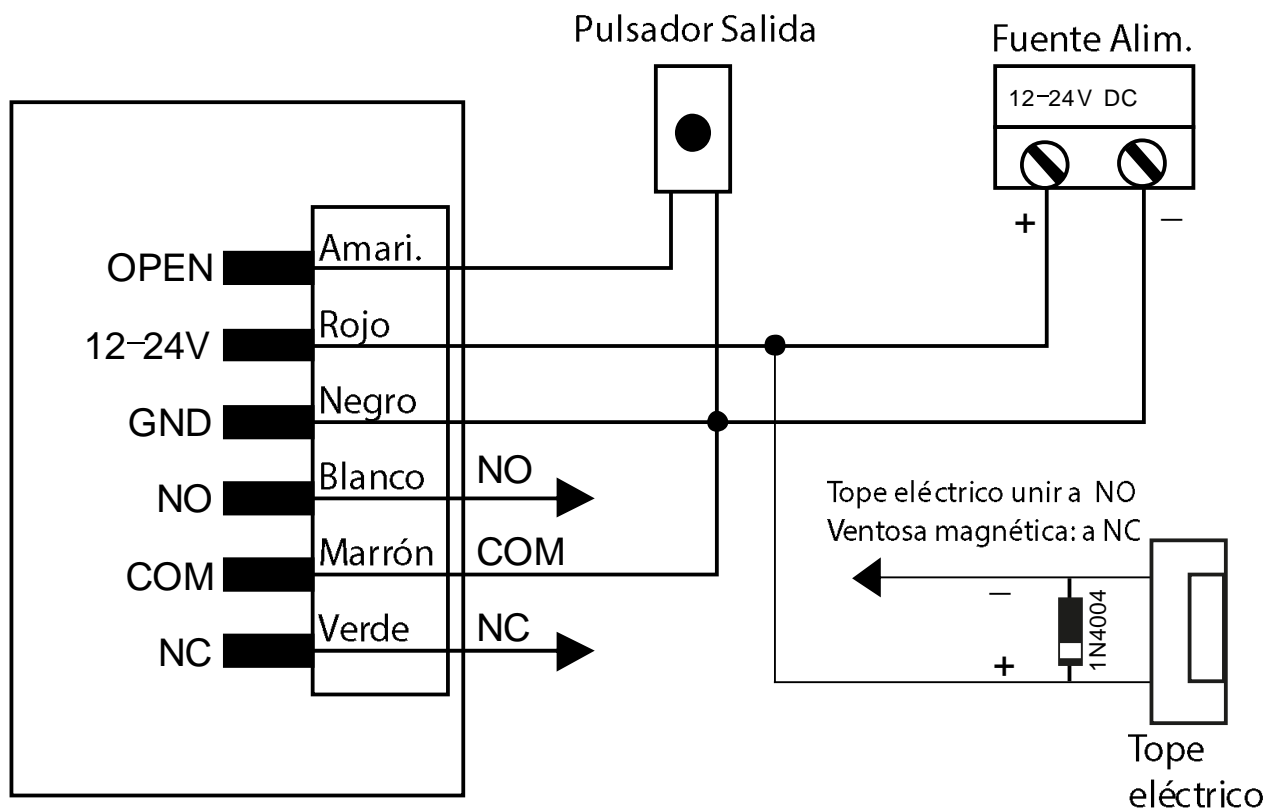 Pulsador Salida
Fuente Alim.
12–24V DC
+
–
OPEN
Amari.
12–24V
Rojo
GND
Negro
NO
Blanco
NO
COM
Marrón
COM
NC
Verde
NC
Tope eléctrico unir a NO
Ventosa magnética: a NC
–
+
1N4004
Tope
eléctrico